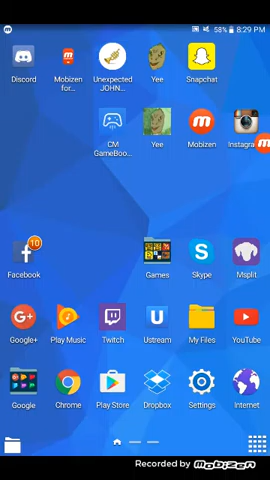 58% 8:29 PM
Discord
Mobizen for...
Unexpected JOHN...
Yee
Snapchat
CM GameBoo...
Yee
Mobizen
Instagra
10
Facebook
Games
Skype
Msplit
G+
U
Google+
Play Music
Twitch
Ustream
My Files
YouTube
Google
Chrome
Play Store
Dropbox
Settings
Internet
Recorded by mobizen